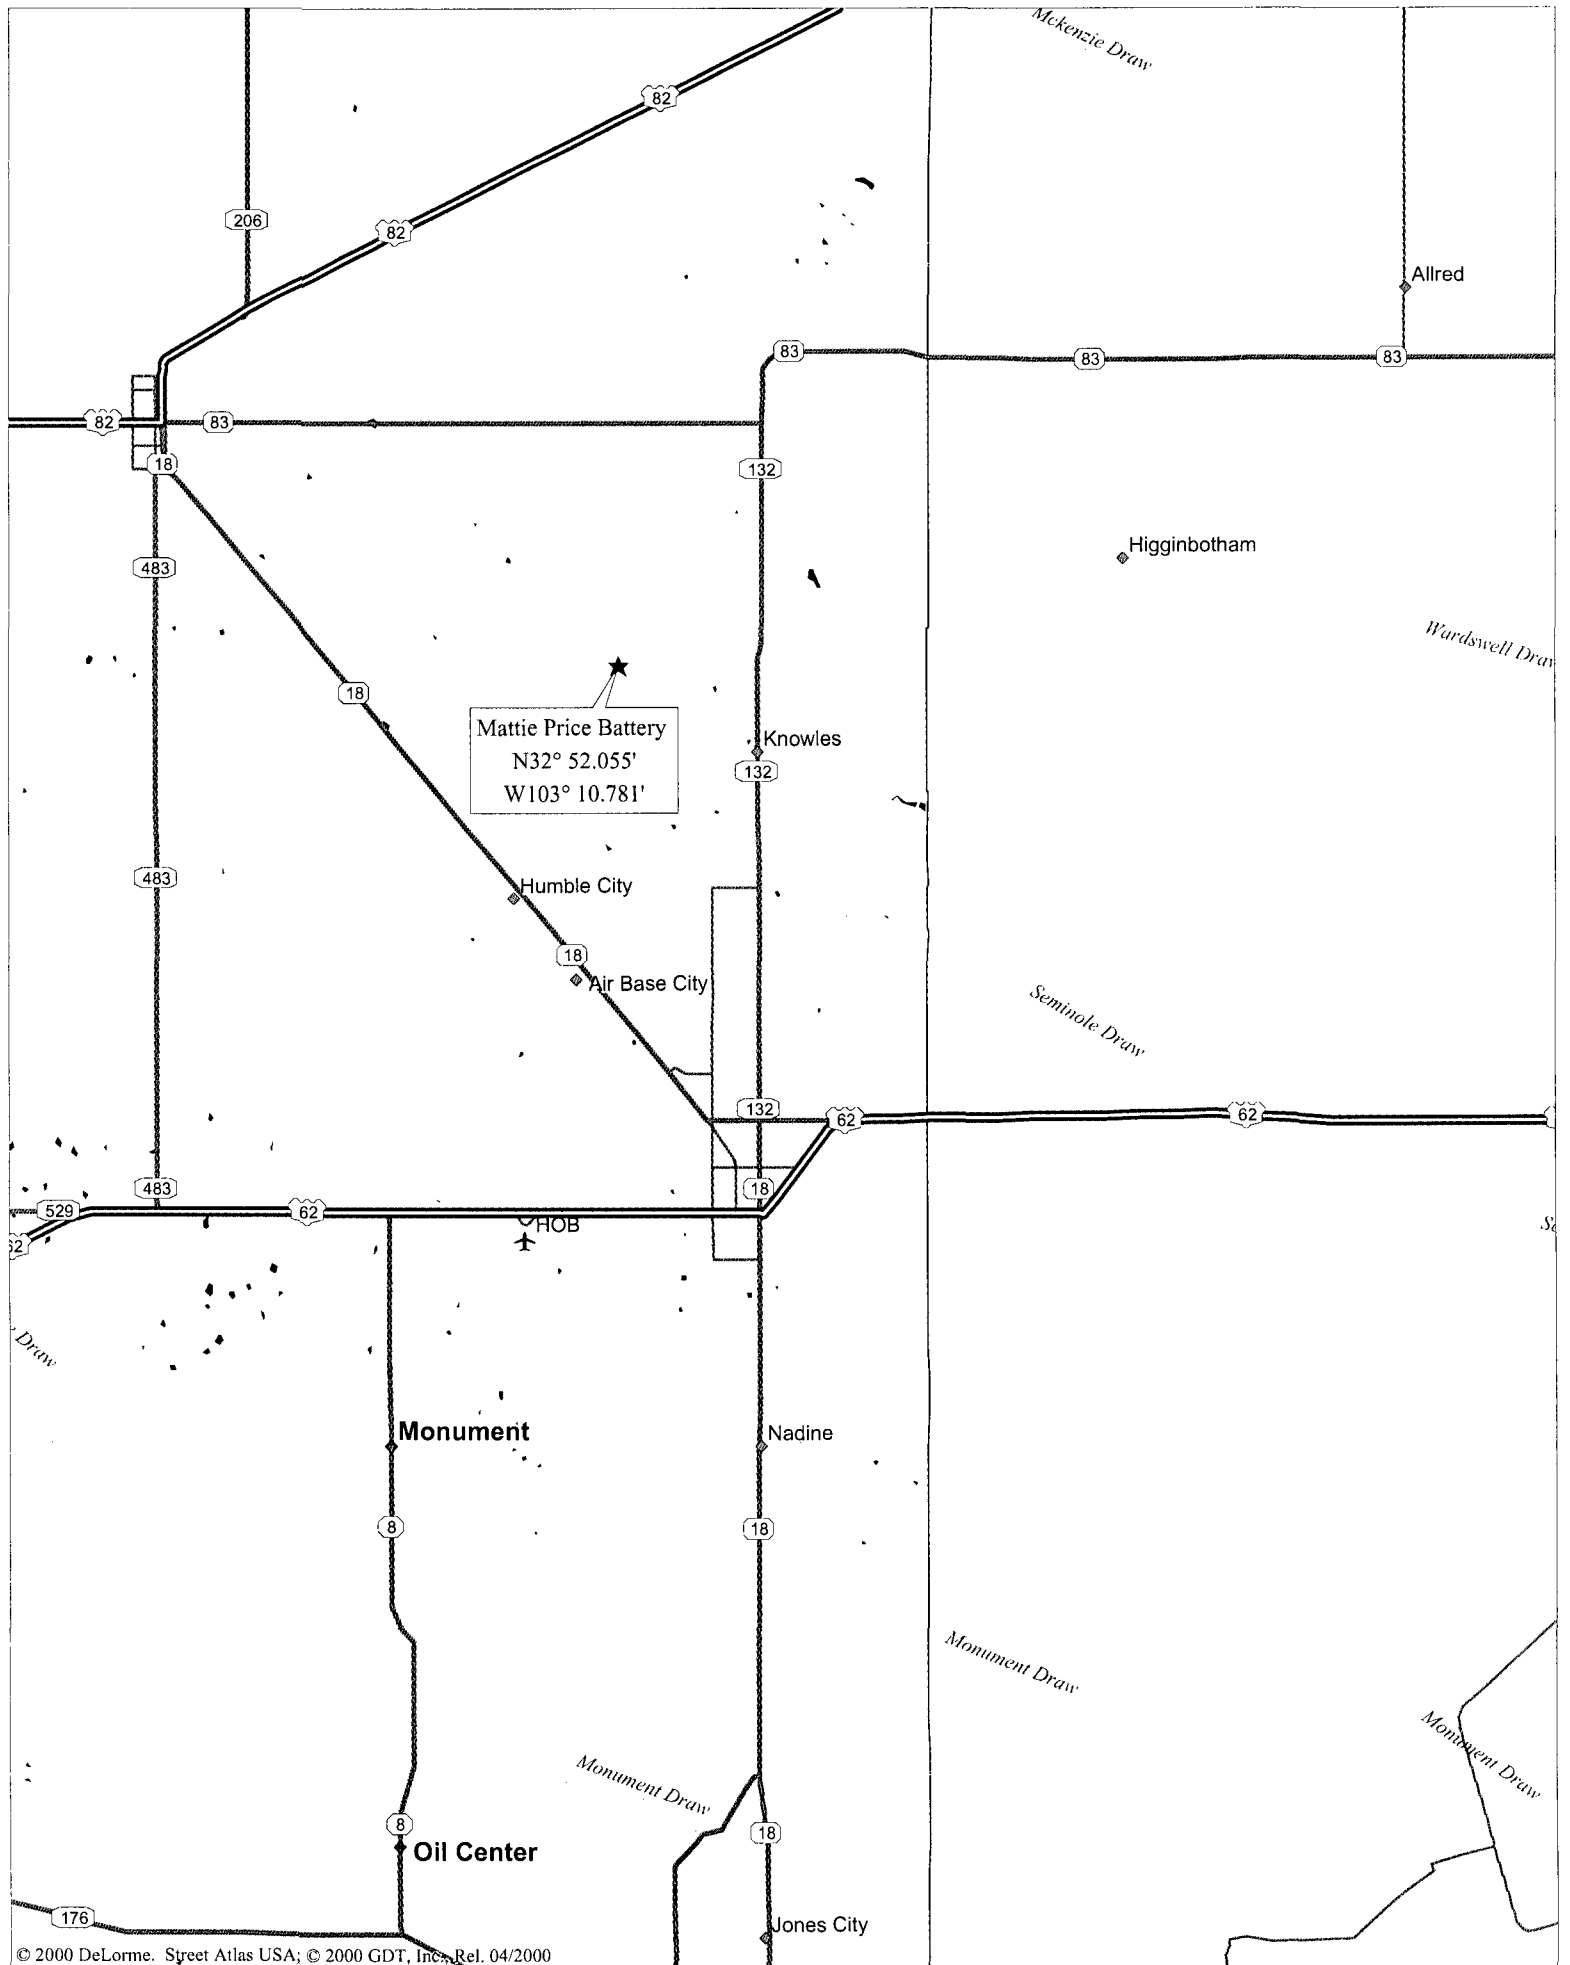 Mckenzie Draw
82
206
82
Allred
83
83
83
82
83
18
132
483
Higginbotham
Wardswell Draw
18
Mattie Price Battery
N32° 52.055'
W103° 10.781'
Knowles
132
483
Humble City
18
Air Base City
Seminole Draw
132
62
62
483
18
529
62
HOB
62
Draw
Monument
Nadine
8
18
Monument Draw
Monument Draw
Monument Draw
8
18
Oil Center
176
Jones City
© 2000 DeLorme. Street Atlas USA; © 2000 GDT, Inc., Rel. 04/2000